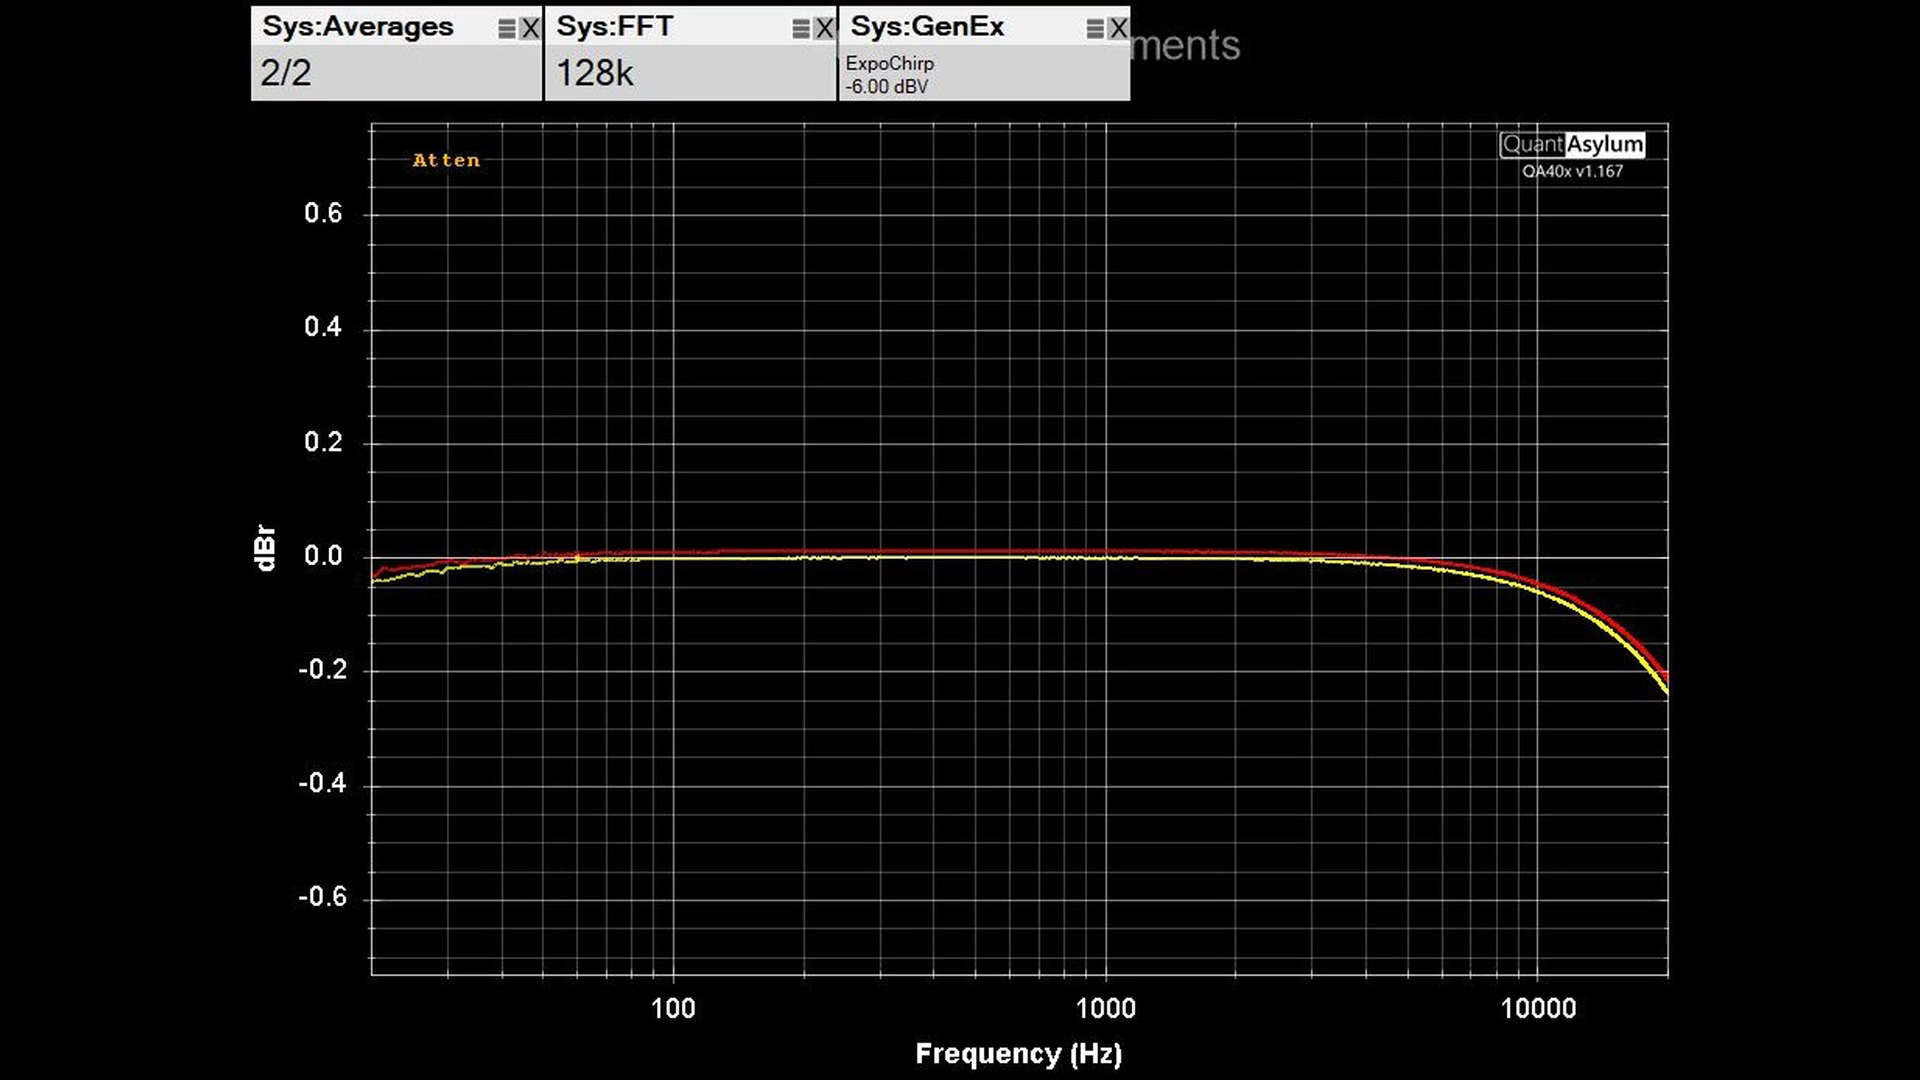 Sys:Averages
2/2
Sys:FFT
128k
Sys:GenEx
ExpoChirp
-6.00 dBV
ments
Atten
QuantAsylum
QA40x v1.167
0.6
0.4
0.2
0.0
-0.2
-0.4
-0.6
dBr
100
1000
10000
Frequency (Hz)